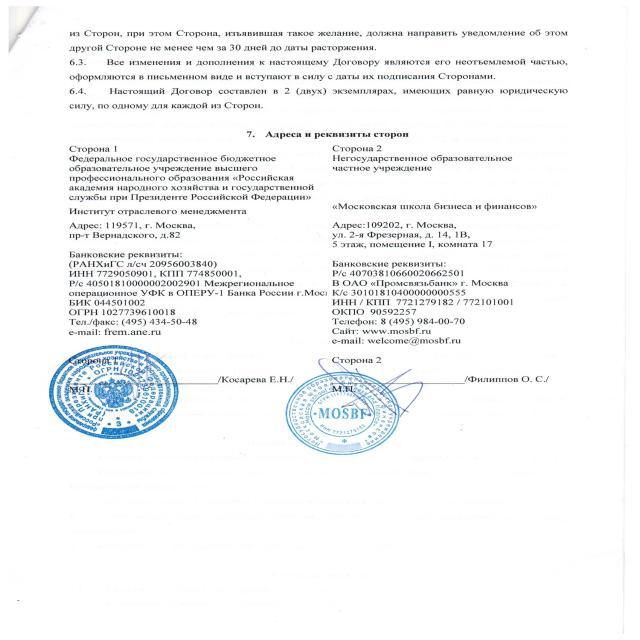 из Сторон, при этом Сторона, изъявившая такое желание, должна направить уведомление об этом
другой Стороне не менее чем за 30 дней до даты расторжения.
6.3. Все изменения и дополнения к настоящему Договору являются его неотъемлемой частью,
оформляются в письменном виде и вступают в силу с даты их подписания Сторонами.
6.4. Настоящий Договор составлен в 2 (двух) экземплярах, имеющих равную юридическую
силу, по одному для каждой из Сторон.
7. Адреса и реквизиты сторон
Сторона 1
Федеральное государственное бюджетное
образовательное учреждение высшего
профессионального образования «Российская
академия народного хозяйства и государственной
службы при Президенте Российской Федерации»
Институт отраслевого менеджмента
Адрес: 119571, г. Москва,
пр-т Вернадского, д.82
Банковские реквизиты:
(РАНХиГС л/сч 20956003840)
ИНН 7729050901, КПП 774850001,
Р/с 40501810000002002901 Межрегиональное
операционное УФК в ОПЕРУ-1 Банка России г.Мос
БИК 044501002
ОГРН 1027739610018
Тел./факс: (495) 434-50-48
e-mail: frem.ane.ru
Сторона 2
Негосударственное образовательное
частное учреждение
«Московская школа бизнеса и финансов»
Адрес:109202, г. Москва,
ул. 2-я Фрезерная, д. 14, 1В,
5 этаж, помещение I, комната 17
Банковские реквизиты:
Р/с 40703810660020662501
В ОАО «Промсвязьбанк» г. Москва
К/с 30101810400000000555
ИНН / КПП 7721279182 / 772101001
ОКПО 90592257
Телефон: 8 (495) 984-00-70
Сайт: www.mosbf.ru
e-mail: welcome@mosbf.ru
Сторона
/Косарева Е.Н./
М.П.
Сторона 2
/Филиппов О. С./
М.П.
MOSBF